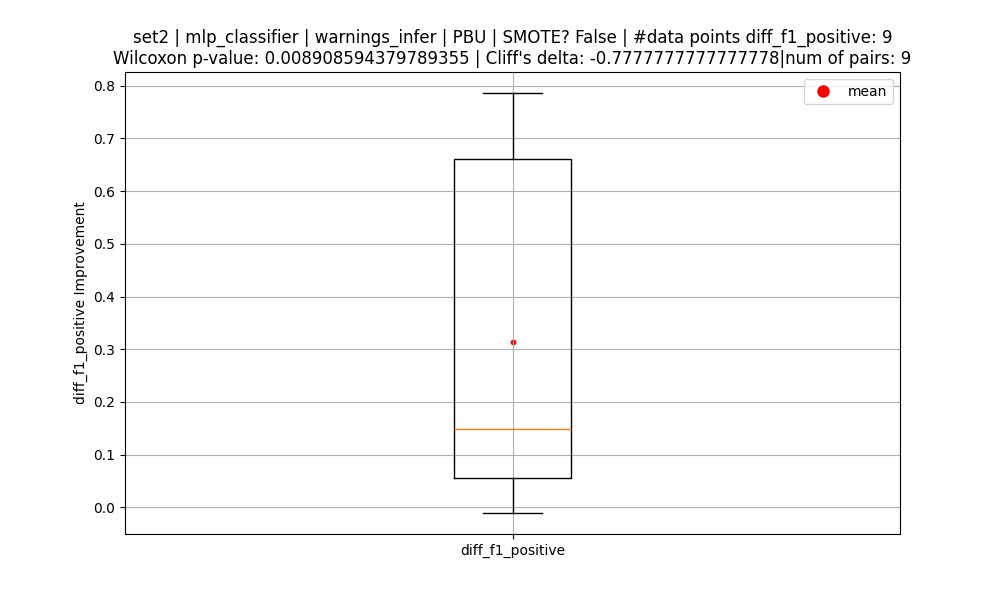 set2 | mlp_classifier | warnings_infer | PBU | SMOTE? False | #data points diff_f1_positive: 9
Wilcoxon p-value: 0.008908594379789355 | Cliff's delta: -0.7777777777777778|num of pairs: 9
mean
diff_f1_positive Improvement
0.8
0.7
0.6
0.5
0.4
0.3
0.2
0.1
0.0
diff_f1_positive